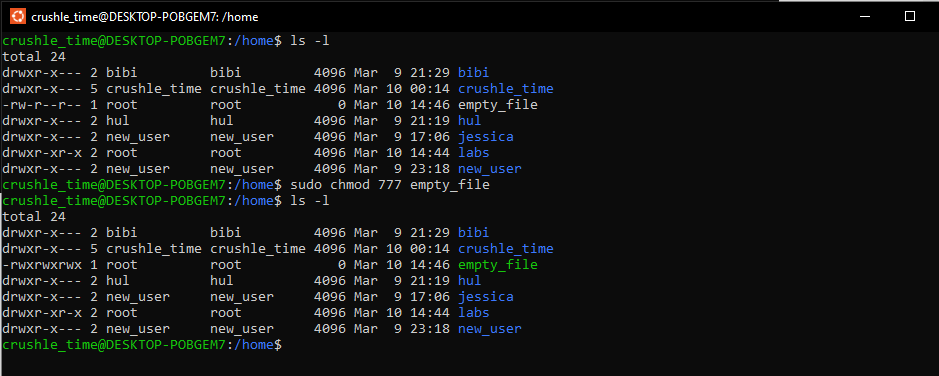 crushle_time@DESKTOP-POBGEM7: /home
crushle_time@DESKTOP-POBGEM7:/home$ ls -l
total 24
drwxr-x--- 2 bibi         bibi         4096 Mar  9 21:29 bibi
drwxr-x--- 5 crushle_time crushle_time 4096 Mar 10 00:14 crushle_time
-rw-r--r-- 1 root         root            0 Mar 10 14:46 empty_file
drwxr-x--- 2 hul          hul          4096 Mar  9 21:19 hul
drwxr-x--- 2 new_user     new_user     4096 Mar  9 17:06 jessica
drwxr-xr-x 2 root         root         4096 Mar 10 14:44 labs
drwxr-x--- 2 new_user     new_user     4096 Mar  9 23:18 new_user
crushle_time@DESKTOP-POBGEM7:/home$ sudo chmod 777 empty_file
crushle_time@DESKTOP-POBGEM7:/home$ ls -l
total 24
drwxr-x--- 2 bibi         bibi         4096 Mar  9 21:29 bibi
drwxr-x--- 5 crushle_time crushle_time 4096 Mar 10 00:14 crushle_time
-rwxrwxrwx 1 root         root            0 Mar 10 14:46 empty_file
drwxr-x--- 2 hul          hul          4096 Mar  9 21:19 hul
drwxr-x--- 2 new_user     new_user     4096 Mar  9 17:06 jessica
drwxr-xr-x 2 root         root         4096 Mar 10 14:44 labs
drwxr-x--- 2 new_user     new_user     4096 Mar  9 23:18 new_user
crushle_time@DESKTOP-POBGEM7:/home$